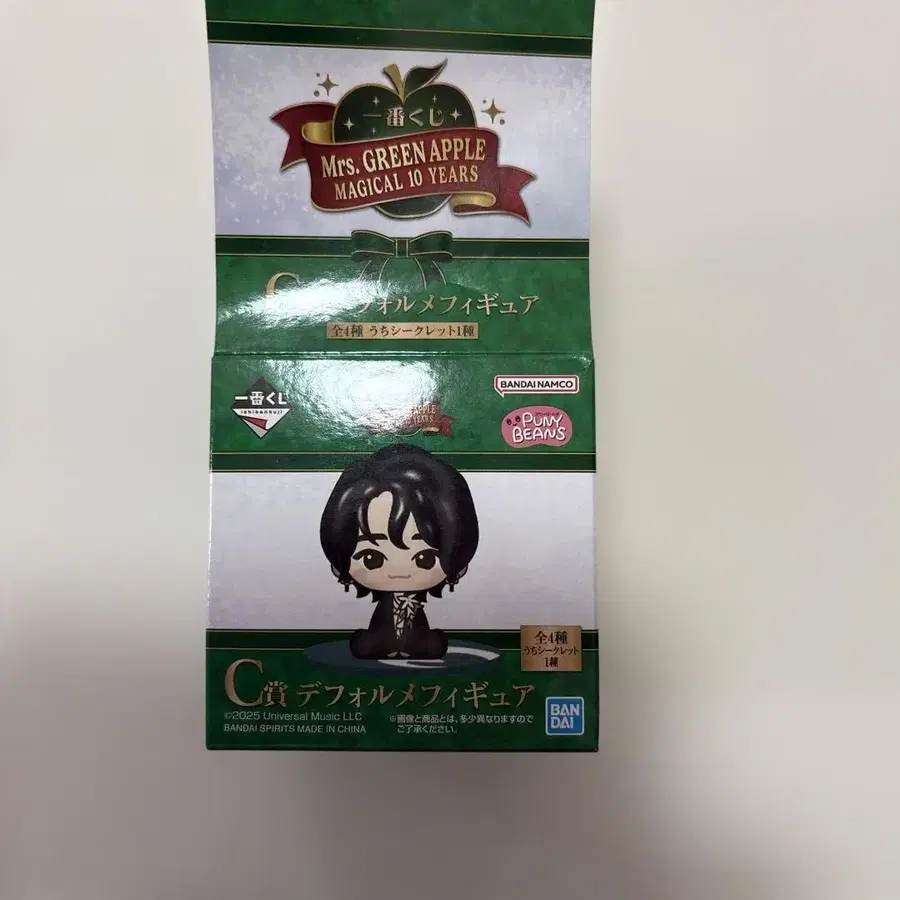 一番くじ
Mrs. GREEN APPLE
MAGICAL 10 YEARS
フォルメフィギュア
全4種 うちシークレット1種
一番くじ
ichibankuji
BANDAI NAMCO
PUNY
BEANS
APPLE
YEARS
全4種
うちシークレット
1種
C賞 デフォルメフィギュア
©2025 Universal Music LLC
BANDAI SPIRITS MADE IN CHINA
※画像と商品とは、多少異なりますので
ご了承ください。
BAN
DAI